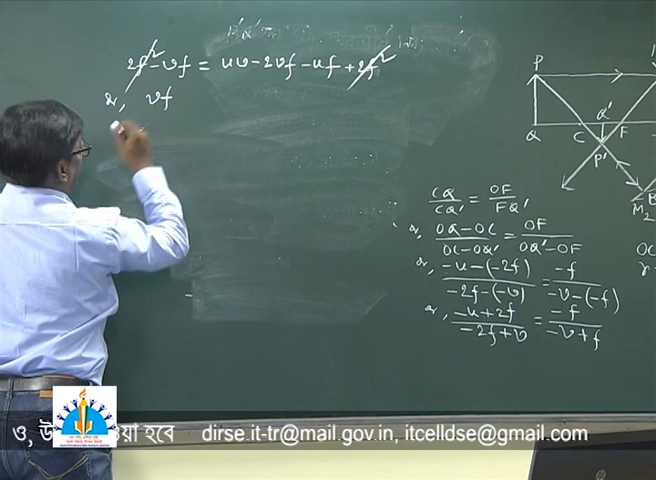 2f²-vf = uv-2vf-uf+2f²
or, vf
P
Q'
Q
C
F
P'
M₂
CQ/CQ' = OF/FQ'
or, OQ-OC/OC-OQ' = OF/OQ'-OF
or, -u-(-2f)/-2f-(-v) = -f/-v-(-f)
or, -u+2f/-2f+v = -f/-v+f
হবে dirse.it-tr@mail.gov.in, itcelldse@gmail.com